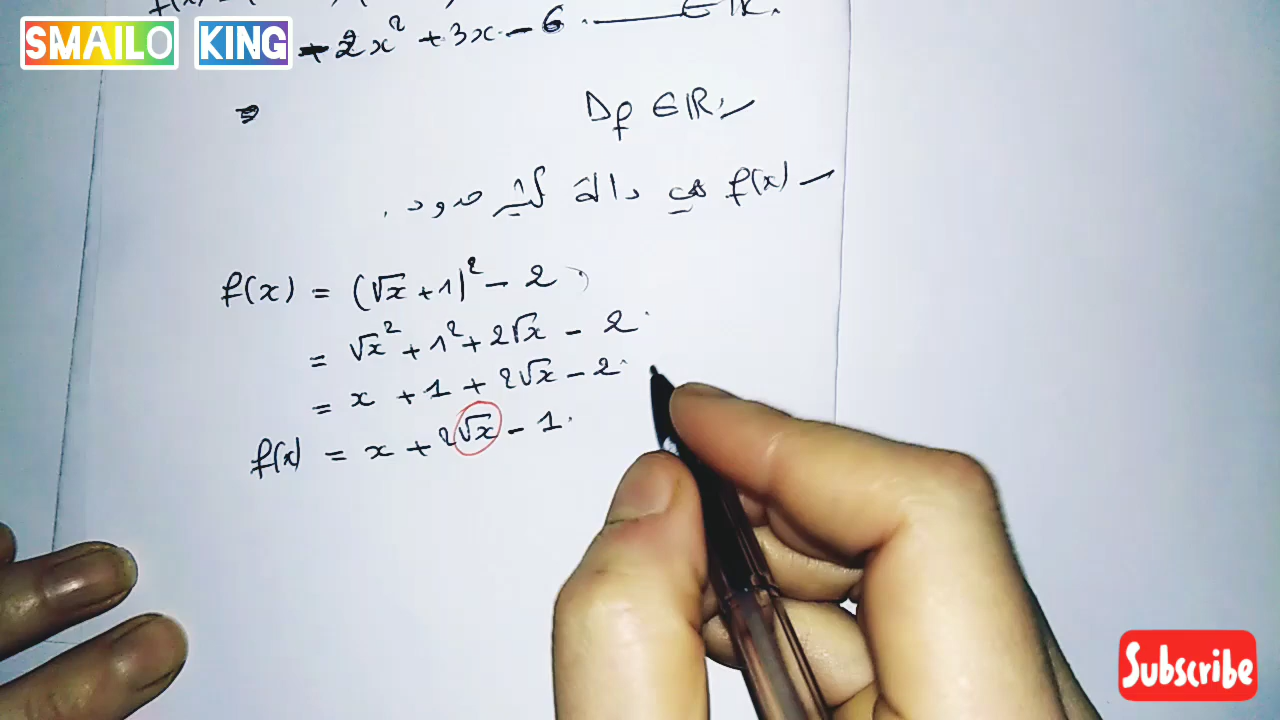 SMAILO KING
+2x² + 3x - 6. ∈ ℝ.
Df ∈ ℝ
f(x) هي دالة كثير حدود.
f(x) = (√x + 1)² - 2
= √x² + 1² + 2√x - 2
= x + 1 + 2√x - 2
f(x) = x + 2√x - 1
Subscribe